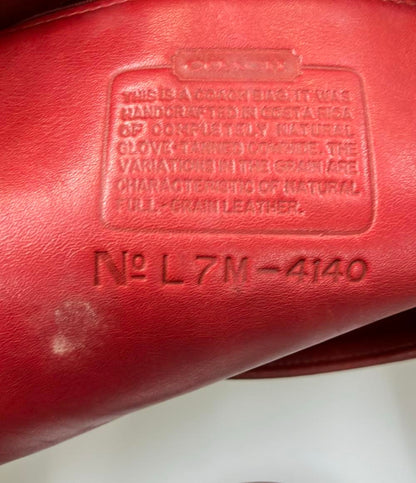 COACH
THIS IS A COACH BAG. IT WAS
HANDCRAFTED IN COSTA RICA
OF COMPLETELY NATURAL
GLOVE TANNED COWHIDE. THE
VARIATIONS IN THE GRAIN ARE
CHARACTERISTIC OF NATURAL
FULL-GRAIN LEATHER.
No L7M-4140